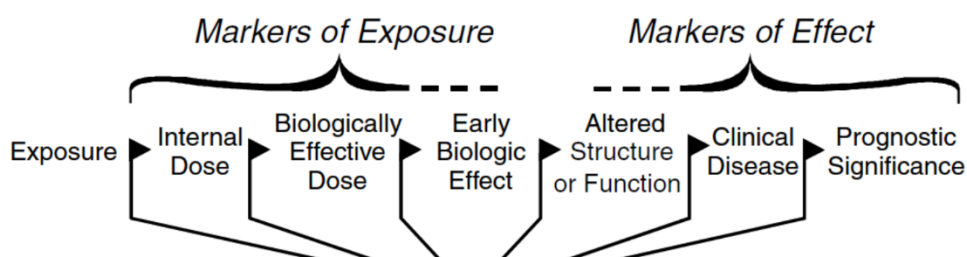 Markers of Exposure
Markers of Effect
Exposure
Internal
Dose
Biologically
Effective
Dose
Early
Biologic
Effect
Altered
Structure
or Function
Clinical
Disease
Prognostic
Significance